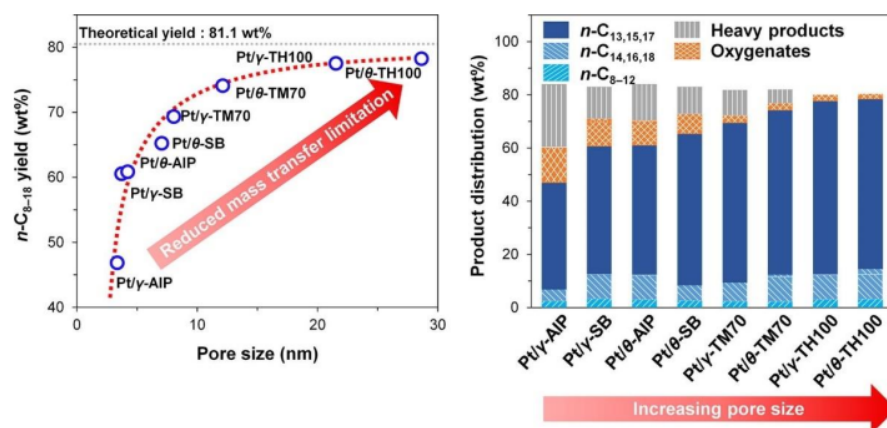 Theoretical yield : 81.1 wt%
n-C8–18 yield (wt%)
80
70
60
50
40
Pt/γ-TH100
Pt/θ-TH100
Pt/θ-TM70
Pt/γ-TM70
Pt/θ-SB
Pt/θ-AIP
Pt/γ-SB
Pt/γ-AIP
Reduced mass transfer limitation
0 10 20 30
Pore size (nm)
n-C13,15,17
n-C14,16,18
n-C8–12
Heavy products
Oxygenates
Product distribution (wt%)
100
80
60
40
20
0
Pt/γ-AIP
Pt/γ-SB
Pt/θ-AIP
Pt/θ-SB
Pt/γ-TM70
Pt/θ-TM70
Pt/γ-TH100
Pt/θ-TH100
Increasing pore size